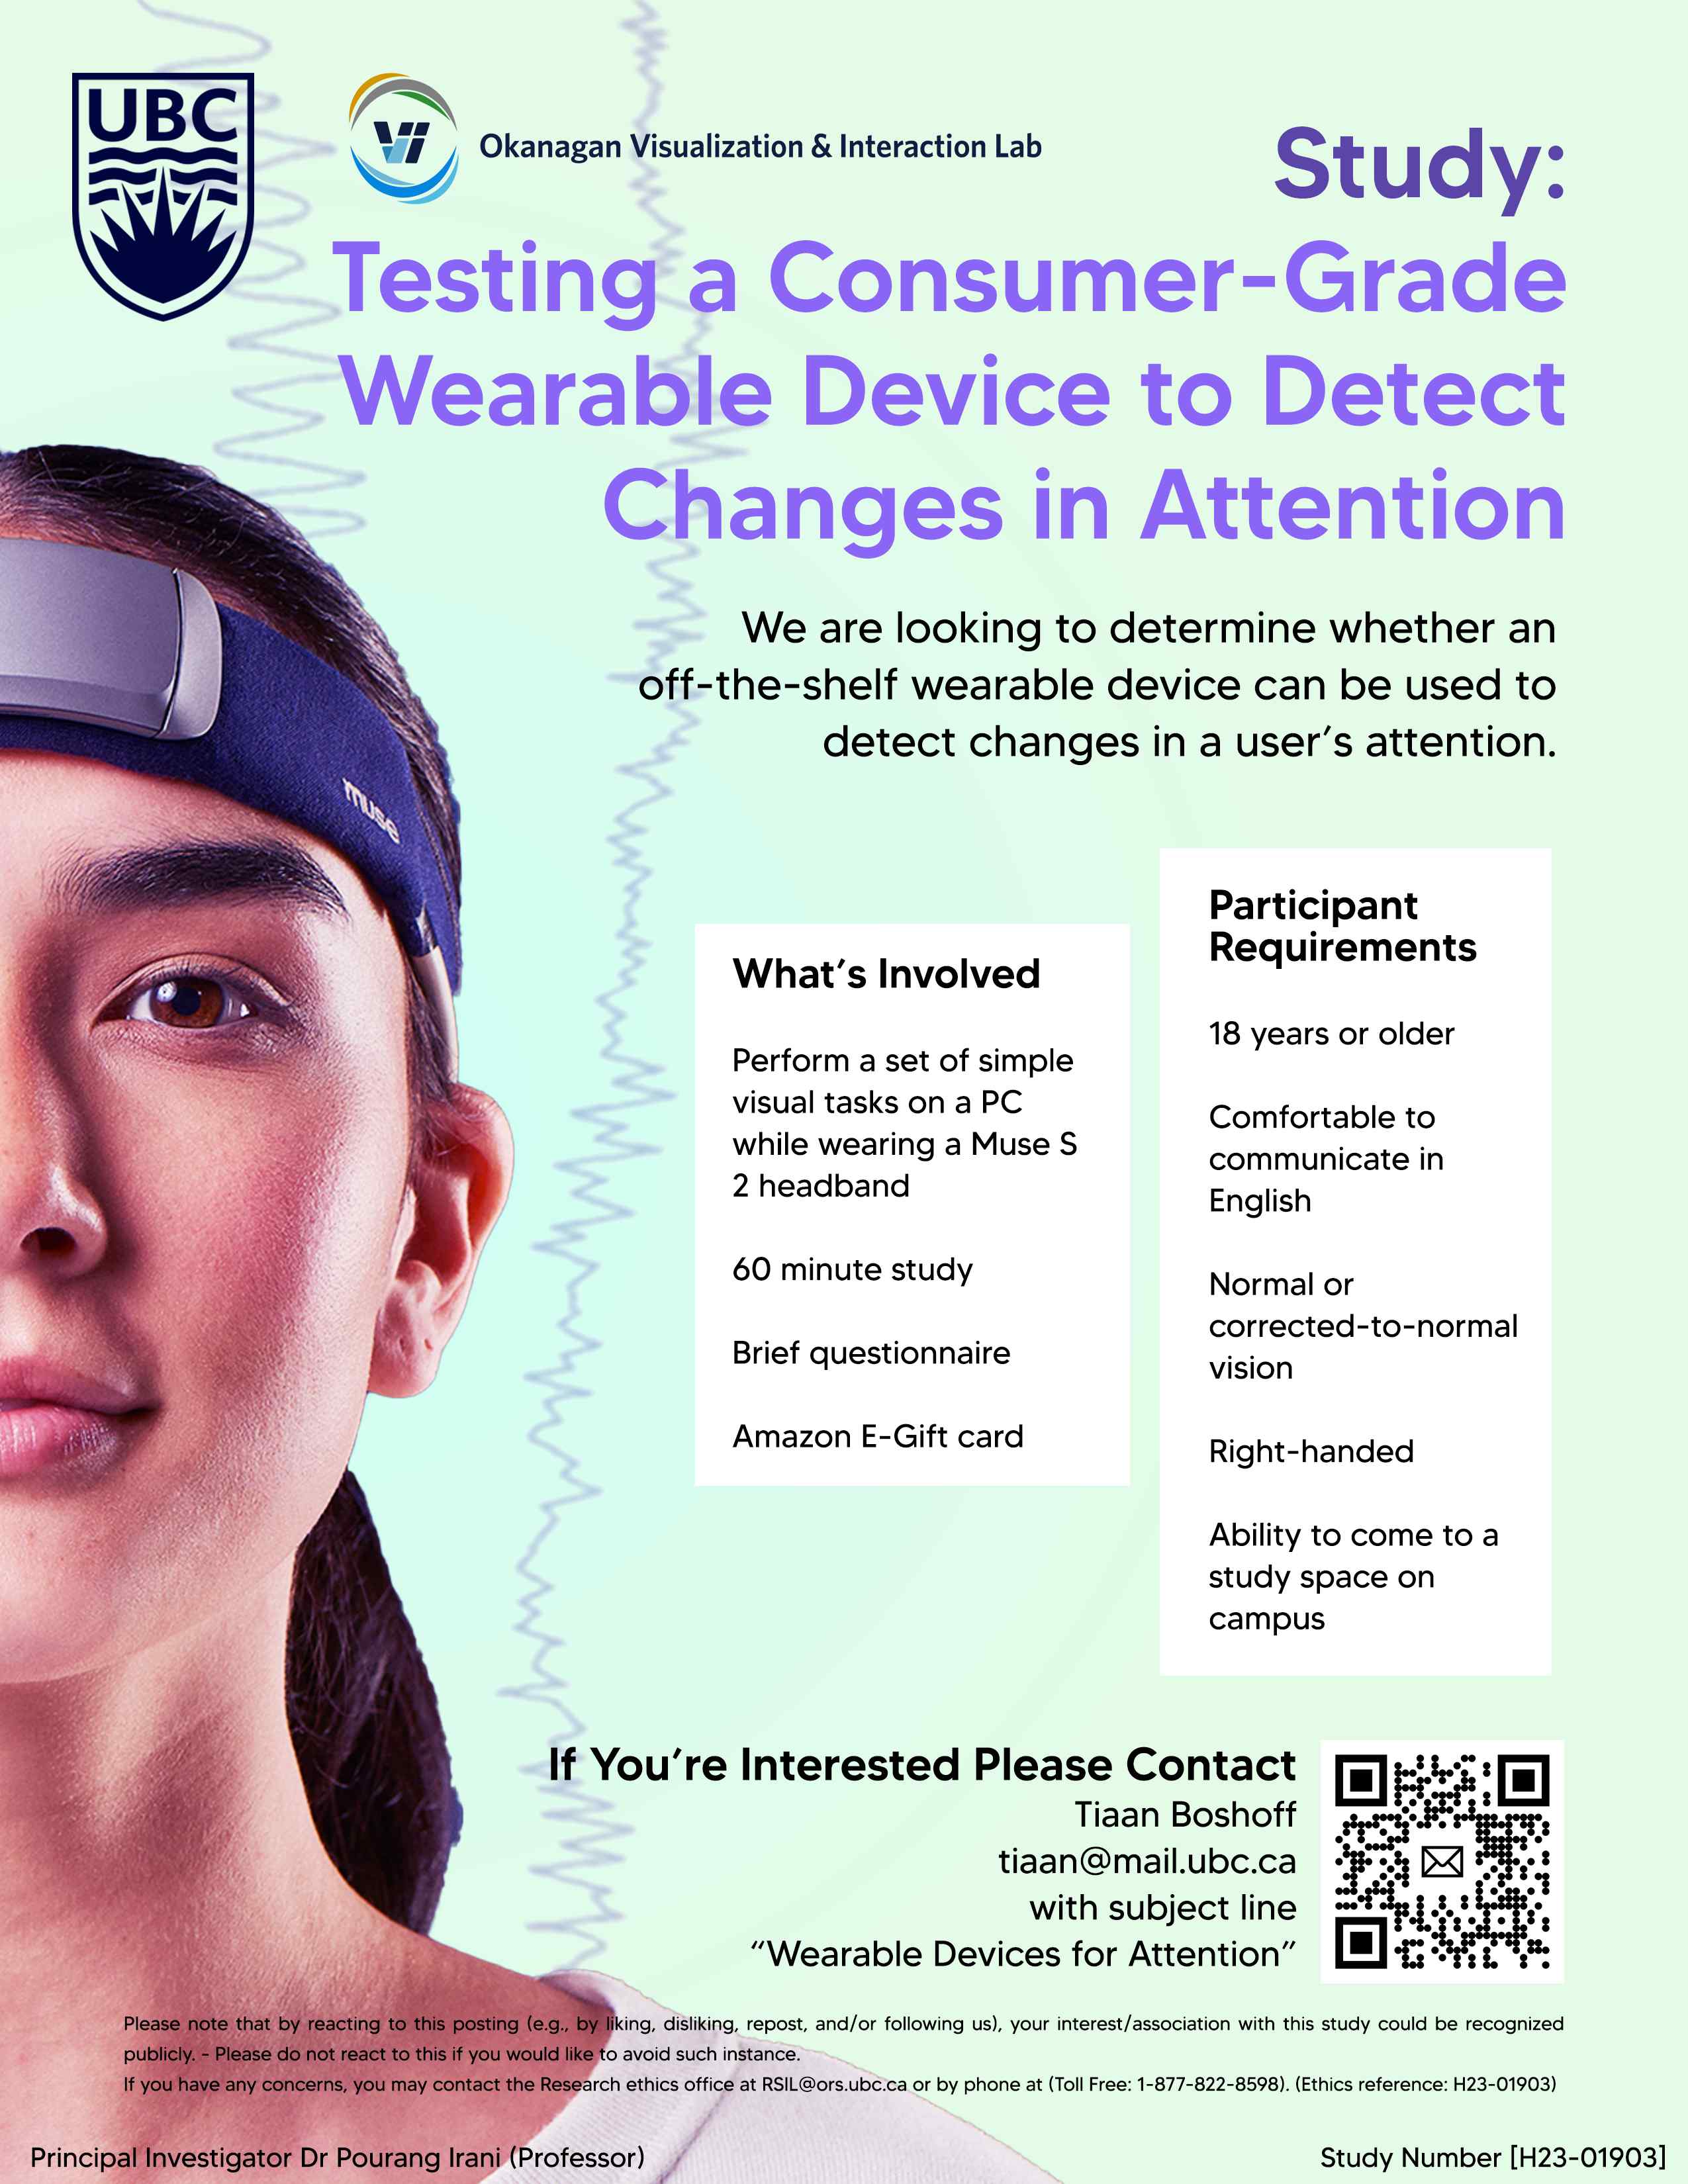 UBC
Vii
Okanagan Visualization & Interaction Lab
Study:
Testing a Consumer-Grade
Wearable Device to Detect
Changes in Attention
We are looking to determine whether an
off-the-shelf wearable device can be used to
detect changes in a user's attention.
muse
What's Involved
Perform a set of simple
visual tasks on a PC
while wearing a Muse S
2 headband
60 minute study
Brief questionnaire
Amazon E-Gift card
Participant
Requirements
18 years or older
Comfortable to
communicate in
English
Normal or
corrected-to-normal
vision
Right-handed
Ability to come to a
study space on
campus
If You're Interested Please Contact
Tiaan Boshoff
tiaan@mail.ubc.ca
with subject line
"Wearable Devices for Attention"
Please note that by reacting to this posting (e.g., by liking, disliking, repost, and/or following us), your interest/association with this study could be recognized
publicly. - Please do not react to this if you would like to avoid such instance.
If you have any concerns, you may contact the Research ethics office at RSIL@ors.ubc.ca or by phone at (Toll Free: 1-877-822-8598). (Ethics reference: H23-01903)
Principal Investigator Dr Pourang Irani (Professor)
Study Number [H23-01903]